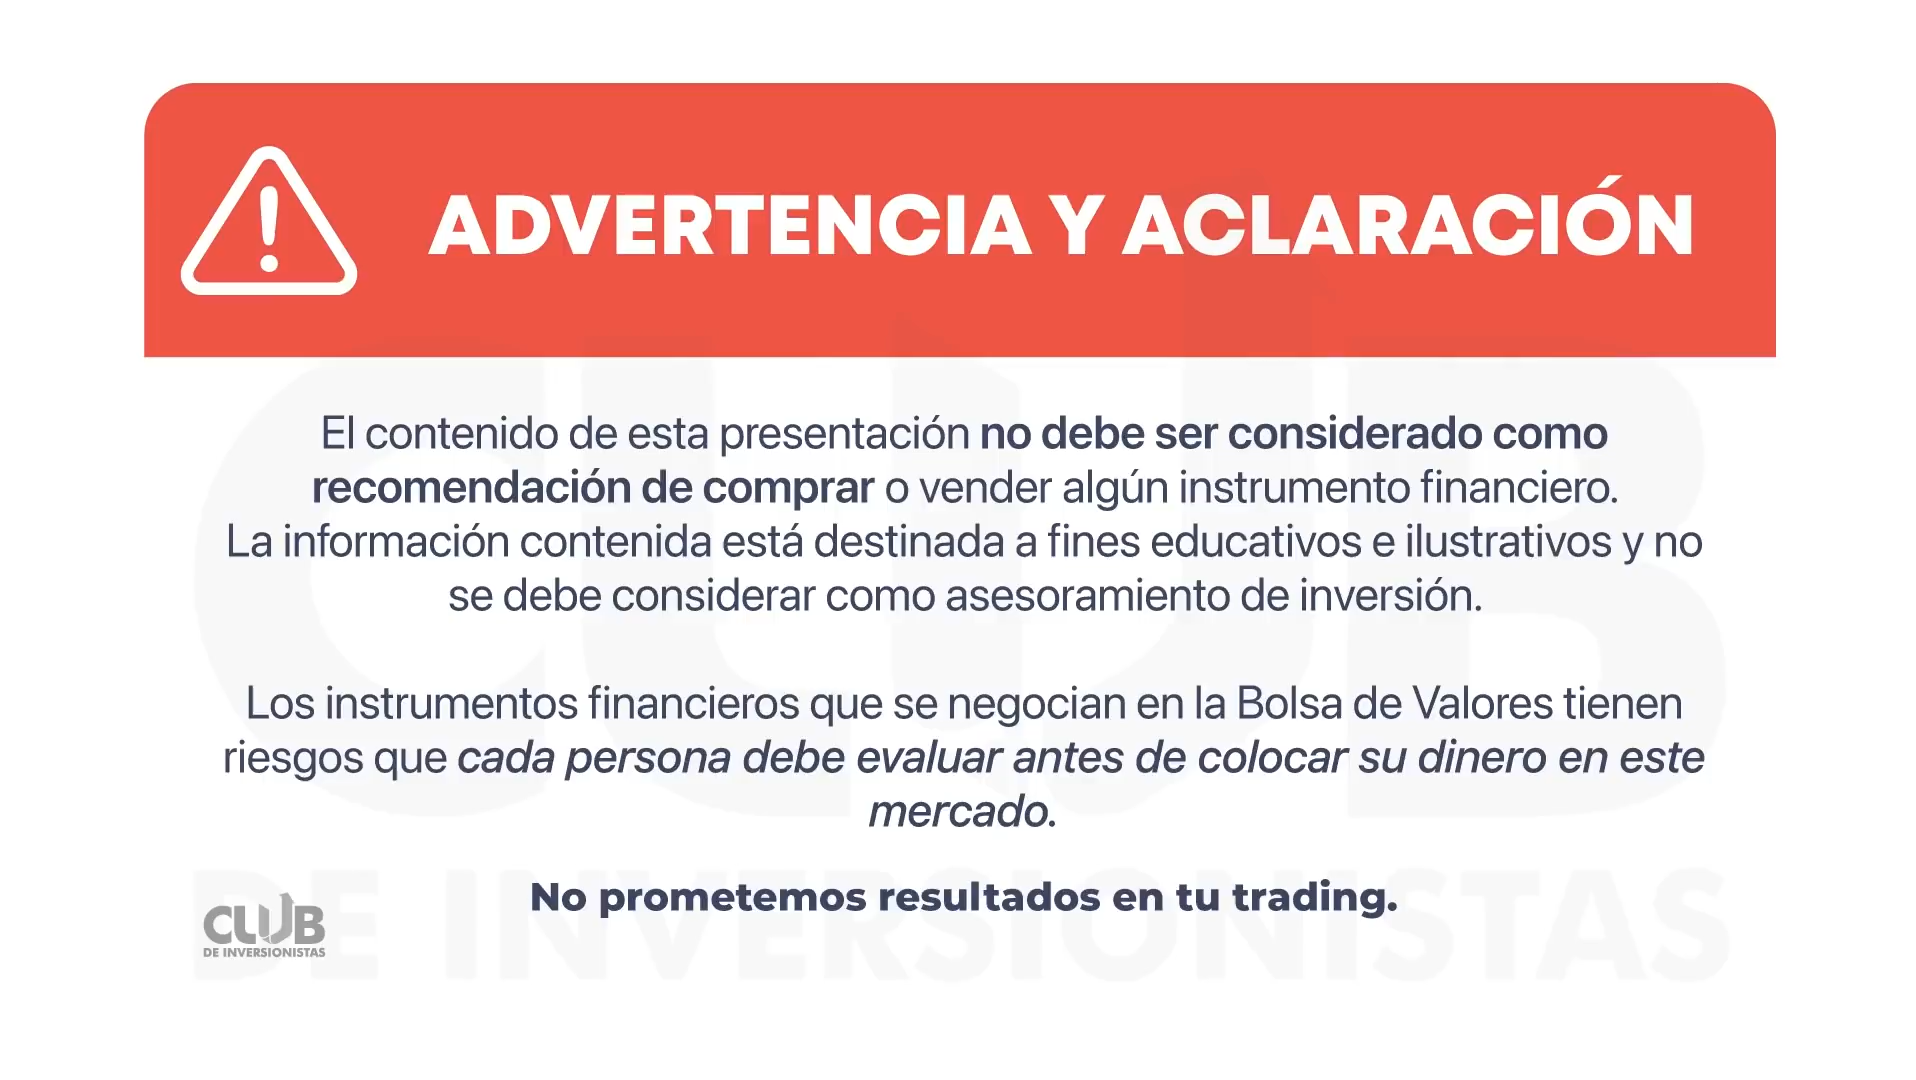 ADVERTENCIA Y ACLARACIÓN
El contenido de esta presentación no debe ser considerado como
recomendación de comprar o vender algún instrumento financiero.
La información contenida está destinada a fines educativos e ilustrativos y no
se debe considerar como asesoramiento de inversión.
Los instrumentos financieros que se negocian en la Bolsa de Valores tienen
riesgos que cada persona debe evaluar antes de colocar su dinero en este
mercado.
No prometemos resultados en tu trading.
CLUB
DE INVERSIONISTAS
CLUB
DE INVERSIONISTAS